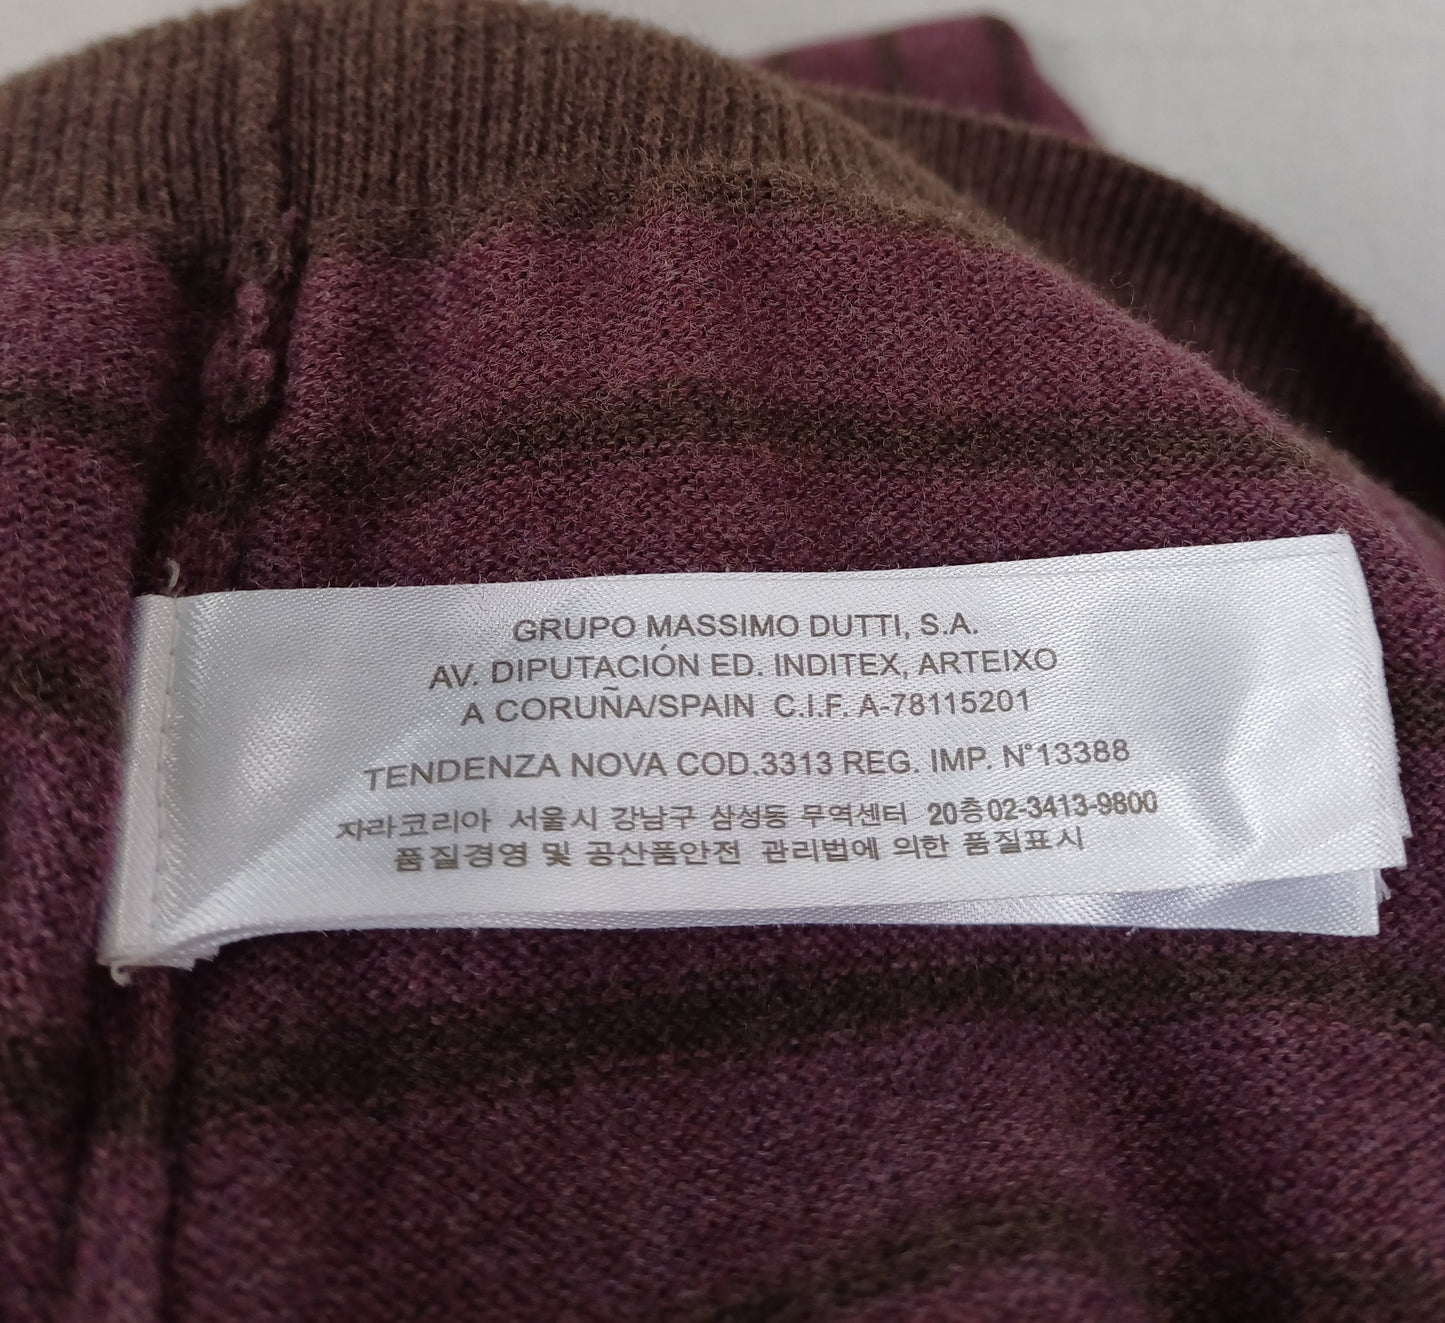 GRUPO MASSIMO DUTTI, S.A.
AV. DIPUTACIÓN ED. INDITEX, ARTEIXO
A CORUÑA/SPAIN C.I.F. A-78115201
TENDENZA NOVA COD.3313 REG. IMP. N°13388
자라코리아 서울시 강남구 삼성동 무역센터 20층02-3413-9800
품질경영 및 공산품안전 관리법에 의한 품질표시